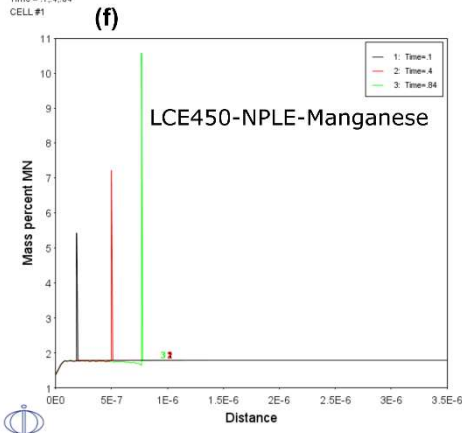 CELL #1
(f)
1: Time=.1
2: Time=.4
3: Time=.84
LCE450-NPLE-Manganese
Mass percent MN
11
10
9
8
7
6
5
4
3
2
1
3
0E0 5E-7 1E-6 1.5E-6 2E-6 2.5E-6 3E-6 3.5E-6
Distance